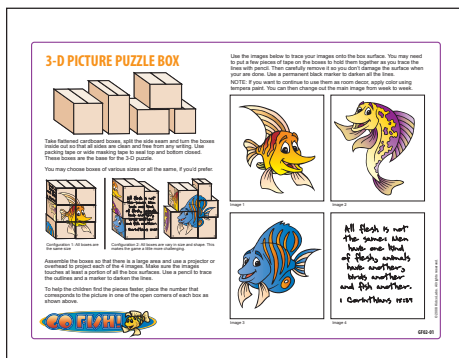 3-D PICTURE PUZZLE BOX
Take flattened cardboard boxes, split the side seam and turn the boxes
inside out so that all sides are clean and free from any writing. Use
packing tape or wide masking tape to seal top and bottom closed.
These boxes are the base for the 3-D puzzle.
You may choose boxes of various sizes or all the same, if you'd prefer.
Configuration 1: All boxes are
the same size
Configuration 2: All boxes are vary in size and shape. This
makes the game a little more challenging.
Assemble the boxes so that there is a large area and use a projector or
overhead to project each of the 4 images. Make sure the images
touches at least a portion of all the box surfaces. Use a pencil to trace
the outlines and a marker to darken the lines.
To help the children find the pieces faster, place the number that
corresponds to the picture in one of the open corners of each box as
shown above.
GO FISH!
Use the images below to trace your images onto the box surface. You may need
to put a few pieces of tape on the boxes to hold them together as you trace the
lines with pencil. Then carefully remove it so you don't damage the surface when
your are done. Use a permanent black marker to darken all the lines.
NOTE: If you want to continue to use them as room decor, apply color using
tempera paint. You can then change out the main image from week to week.
Image 1
Image 2
Image 3
All flesh is not
the same: Men
have one kind
of flesh, animals
have another,
birds another
and fish another.
1 Corinthians 15:39
Image 4
GF02-01